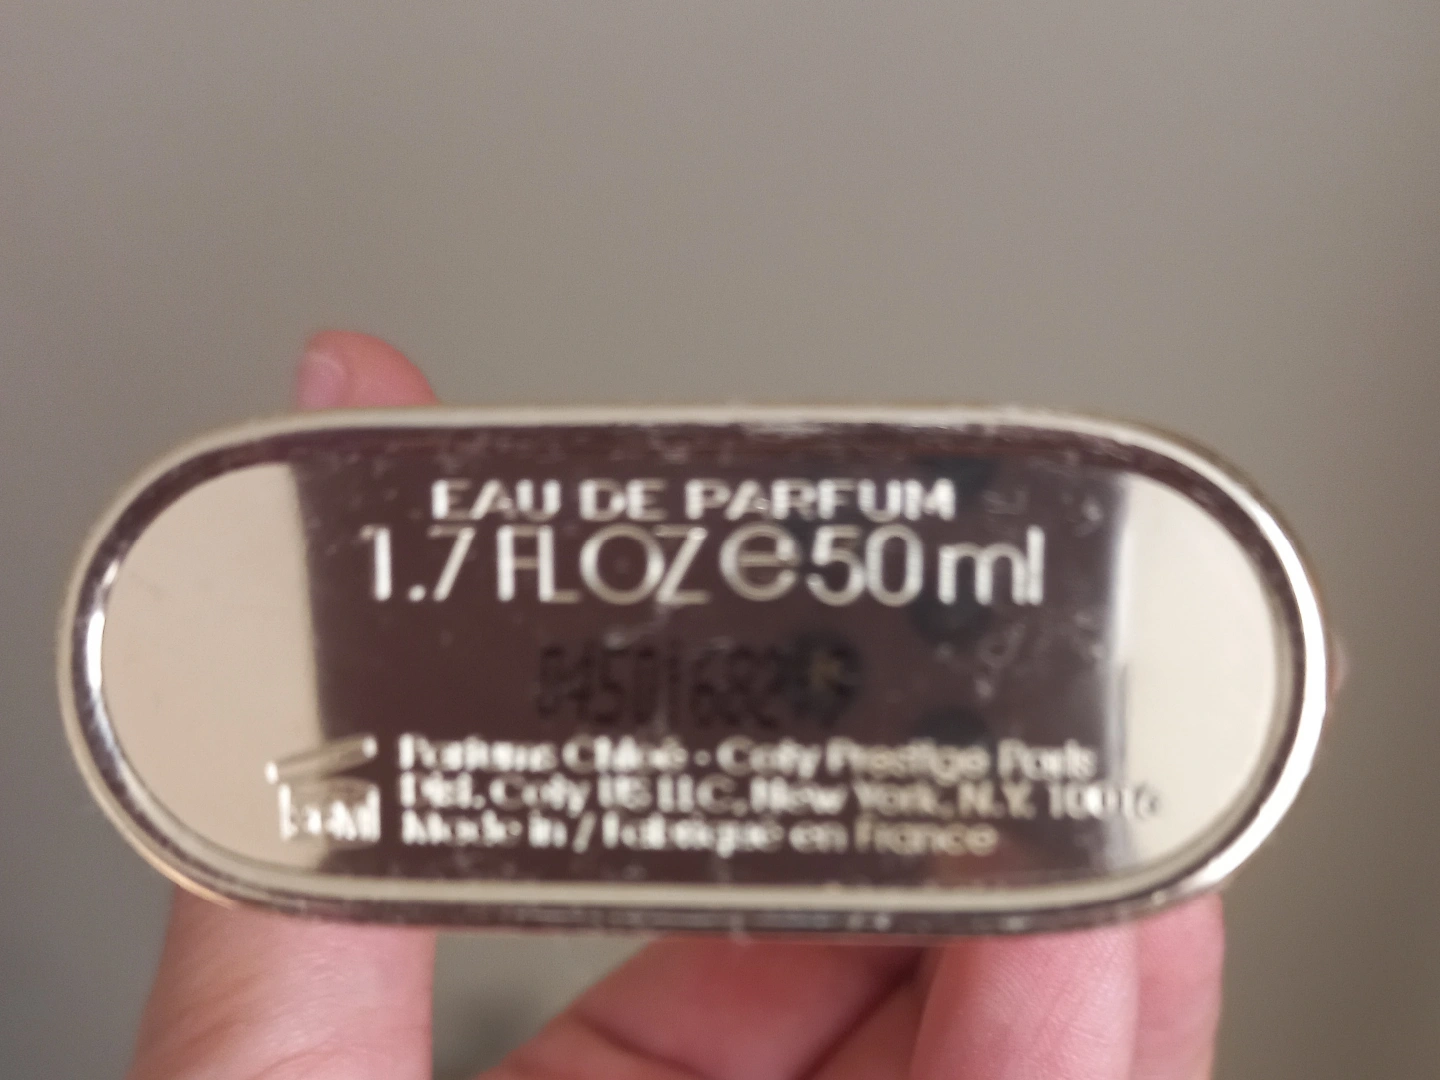 EAU DE PARFUM
1.7 FL OZ e 50 ml
Parfums Chloé - Coty Prestige Paris
Dist. Coty US LLC, New York, N.Y. 10016
Made in / Fabriqué en France